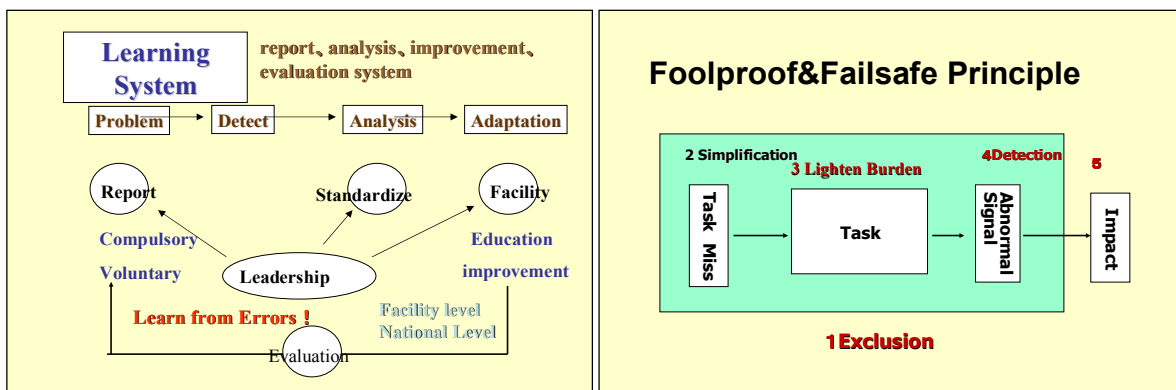 Learning
System
report、analysis、improvement、
evaluation system
Problem
Detect
Analysis
Adaptation
Report
Standardize
Facility
Compulsory
Voluntary
Leadership
Education
improvement
Learn from Errors！
Facility level
National Level
Evaluation
Foolproof&Failsafe Principle
2 Simplification
3 Lighten Burden
4Detection
5
Task Miss
Task
Abnormal
Signal
Impact
1Exclusion